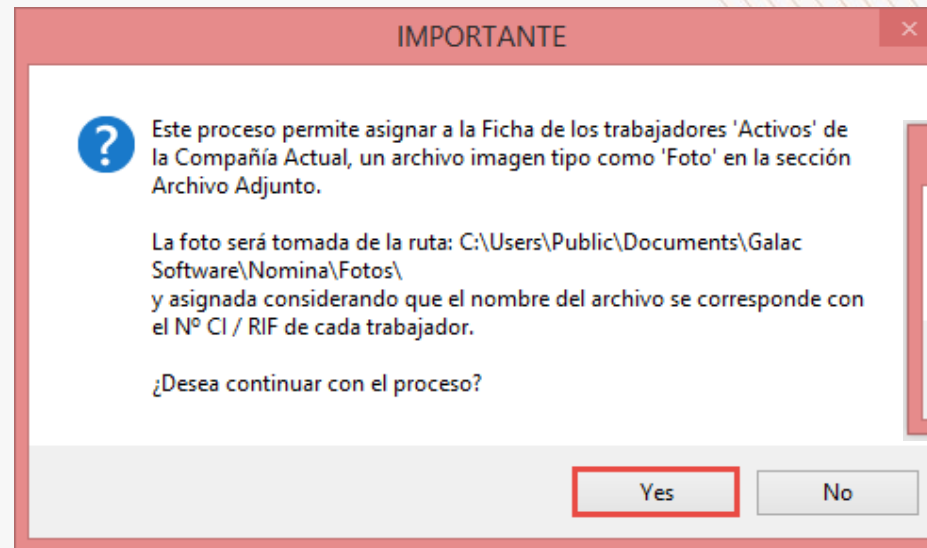 IMPORTANTE
Este proceso permite asignar a la Ficha de los trabajadores 'Activos' de
la Compañía Actual, un archivo imagen tipo como 'Foto' en la sección
Archivo Adjunto.
La foto será tomada de la ruta: C:\Users\Public\Documents\Galac
Software\Nomina\Fotos\
y asignada considerando que el nombre del archivo se corresponde con
el Nº CI / RIF de cada trabajador.
¿Desea continuar con el proceso?
Yes
No